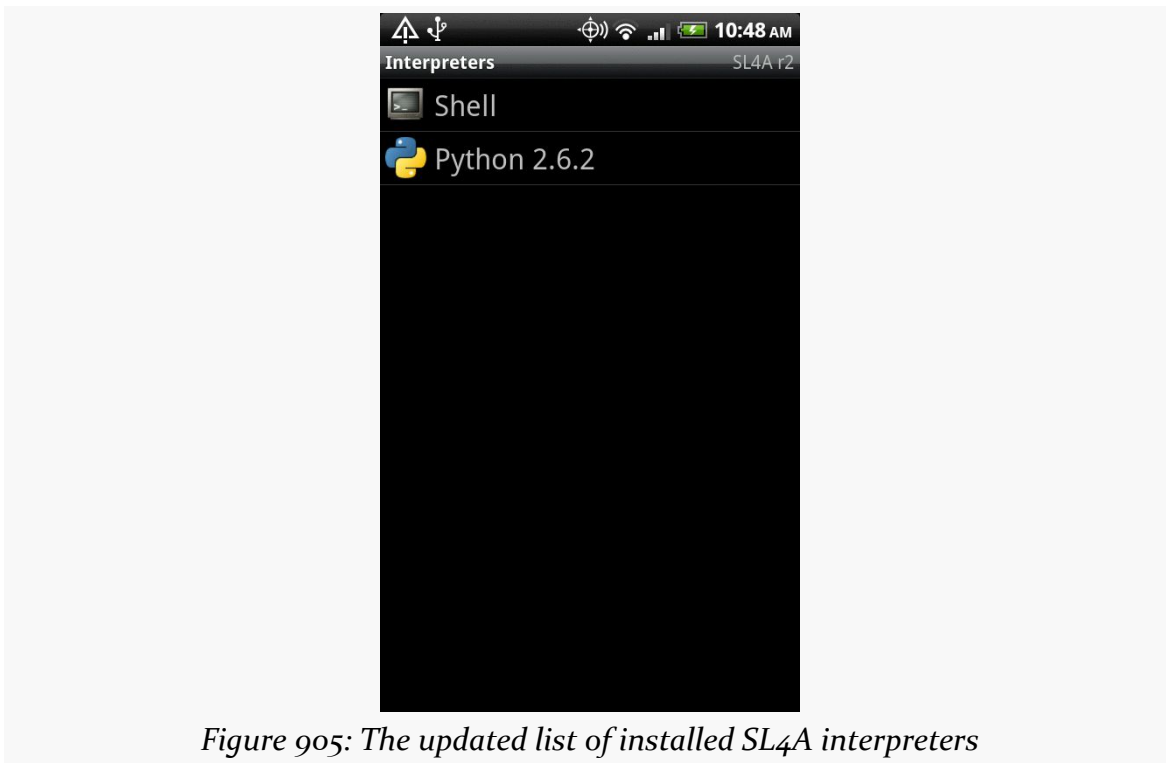 10:48 AM
Interpreters SL4A r2
>_
Shell
Python 2.6.2
Figure 905: The updated list of installed SL4A interpreters